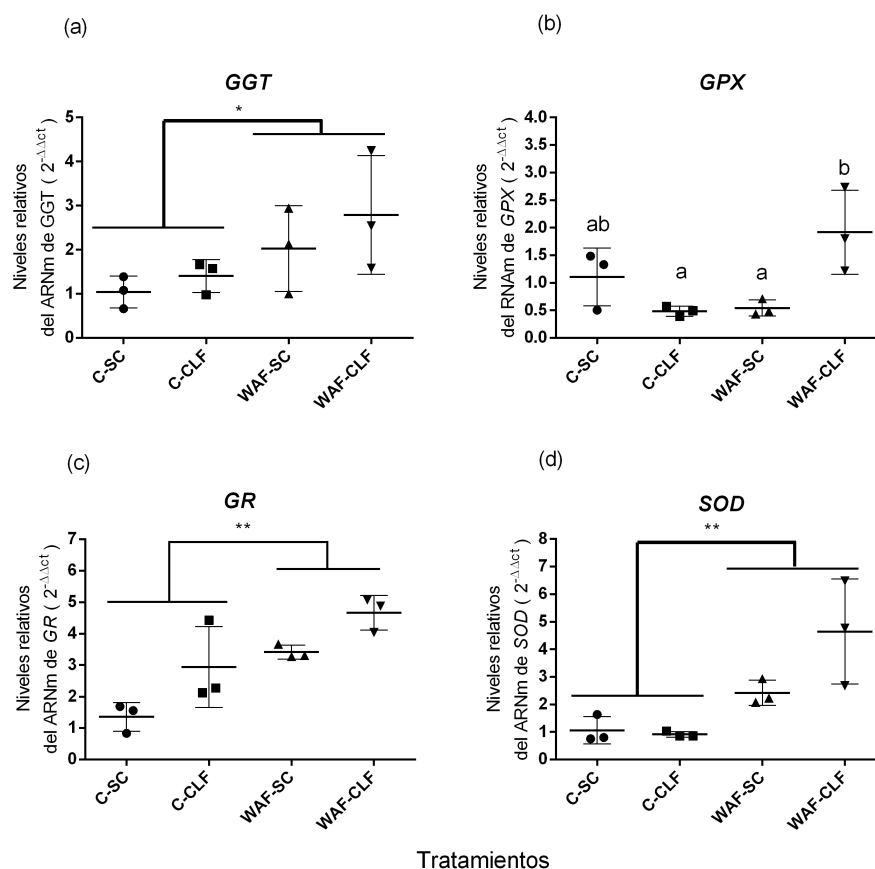 (a)
GGT
*
Niveles relativos
del ARNm de GGT ( 2-ΔΔct )
5
4
3
2
1
0
C-SC
C-CLF
WAF-SC
WAF-CLF
(b)
GPX
Niveles relativos
del RNAm de GPX ( 2-ΔΔct )
4.0
3.5
3.0
2.5
2.0
1.5
1.0
0.5
0.0
ab
a
a
b
C-SC
C-CLF
WAF-SC
WAF-CLF
(c)
GR
**
Niveles relativos
del ARNm de GR ( 2-ΔΔct )
7
6
5
4
3
2
1
0
C-SC
C-CLF
WAF-SC
WAF-CLF
(d)
SOD
**
Niveles relativos
del ARNm de SOD ( 2-ΔΔct )
8
7
6
5
4
3
2
1
0
C-SC
C-CLF
WAF-SC
WAF-CLF
Tratamientos